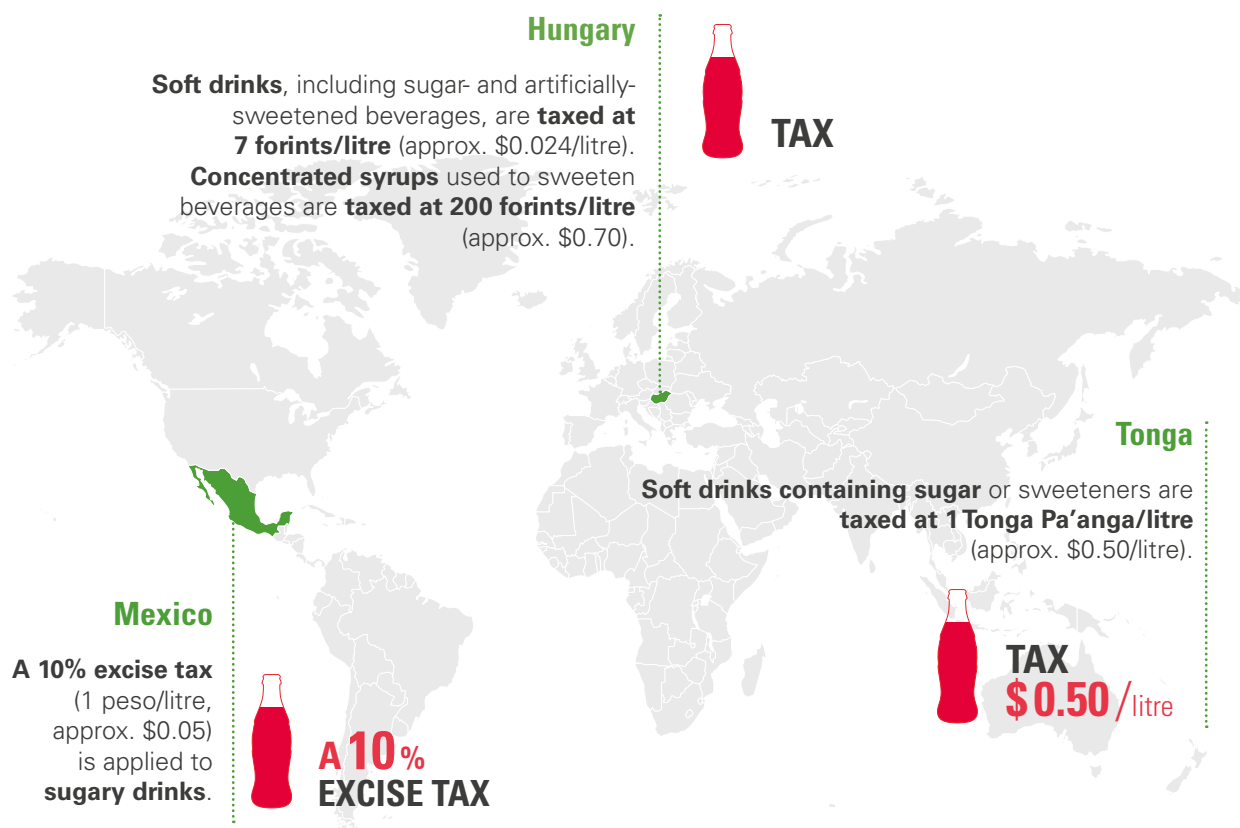 Hungary
Soft drinks, including sugar- and artificially-
sweetened beverages, are taxed at
7 forints/litre (approx. $0.024/litre).
Concentrated syrups used to sweeten
beverages are taxed at 200 forints/litre
(approx. $0.70).
TAX
Tonga
Soft drinks containing sugar or sweeteners are
taxed at 1 Tonga Pa’anga/litre
(approx. $0.50/litre).
TAX
$0.50/litre
Mexico
A 10% excise tax
(1 peso/litre,
approx. $0.05)
is applied to
sugary drinks.
A 10%
EXCISE TAX